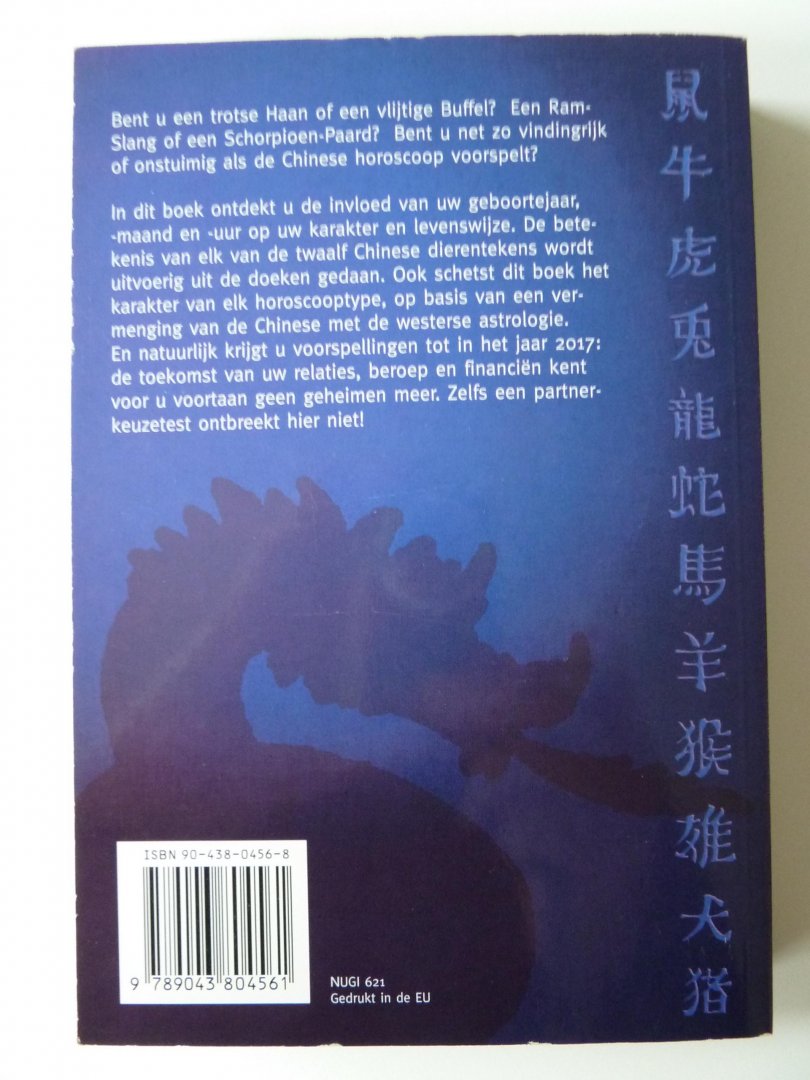 Bent u een trotse Haan of een vlijtige Buffel? Een Ram-
Slang of een Schorpioen-Paard? Bent u net zo vindingrijk
of onstuimig als de Chinese horoscoop voorspelt?
In dit boek ontdekt u de invloed van uw geboortejaar,
-maand en -uur op uw karakter en levenswijze. De bete-
kenis van elk van de twaalf Chinese dierentekens wordt
uitvoerig uit de doeken gedaan. Ook schetst dit boek het
karakter van elk horoscooptype, op basis van een ver-
menging van de Chinese met de westerse astrologie.
En natuurlijk krijgt u voorspellingen tot in het jaar 2017:
de toekomst van uw relaties, beroep en financiën kent
voor u voortaan geen geheimen meer. Zelfs een partner-
keuzetest ontbreekt hier niet!
鼠
牛
虎
兎
龍
蛇
馬
羊
猴
雄
犬
猪
ISBN 90-438-0456-8
9 789043 804561
NUGI 621
Gedrukt in de EU